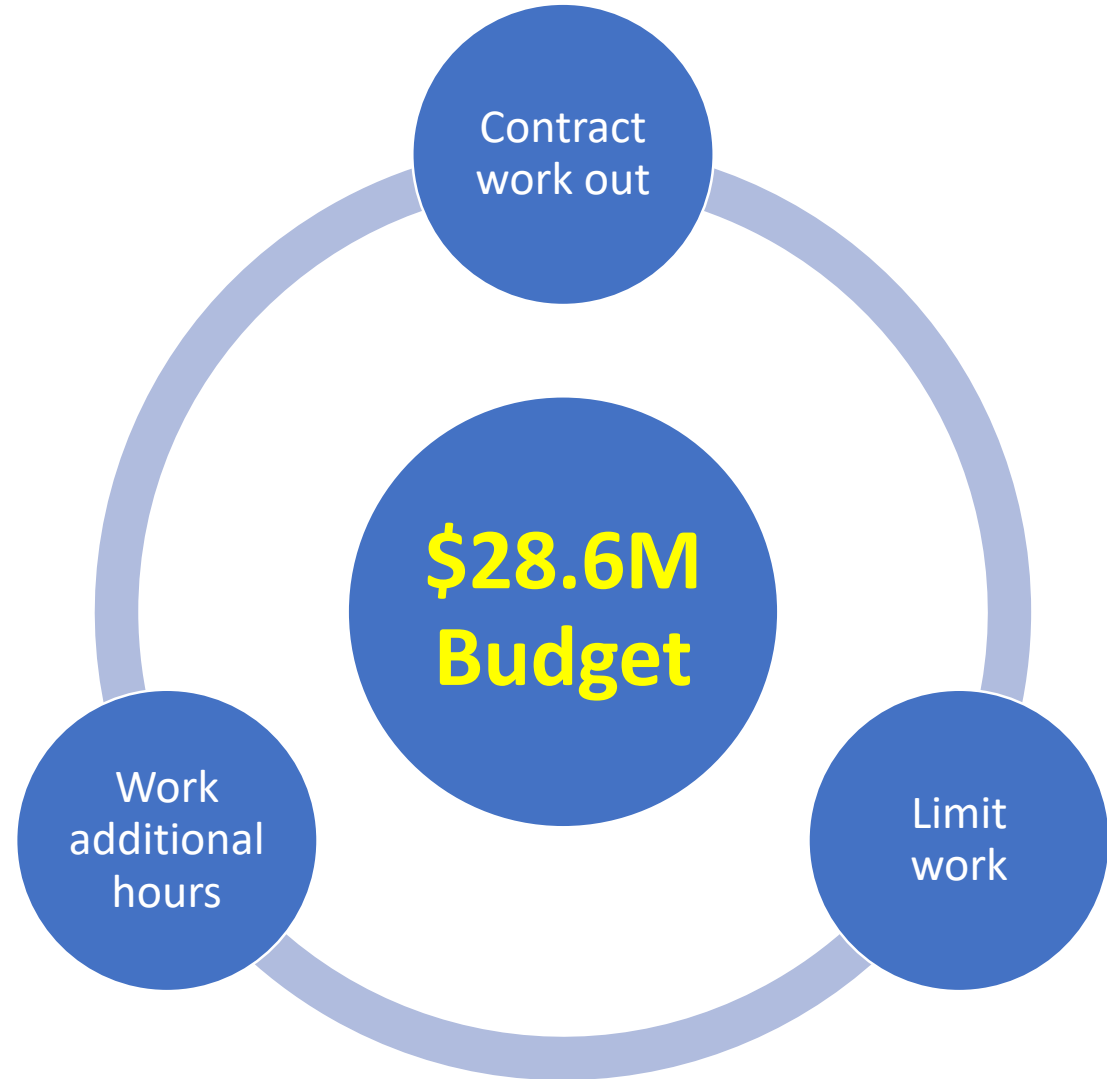 Contract
work out
$28.6M
Budget
Work
additional
hours
Limit
work